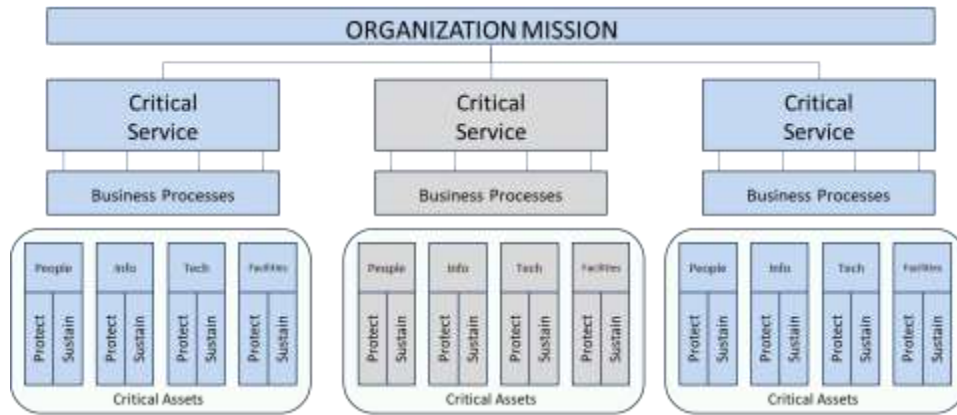 ORGANIZATION MISSION
Critical
Service
Critical
Service
Critical
Service
Business Processes
Business Processes
Business Processes
People Info Tech Facilities
People Info Tech Facilities
People Info Tech Facilities
Protect Sustain Protect Sustain Protect Sustain Protect Sustain
Protect Sustain Protect Sustain Protect Sustain Protect Sustain
Protect Sustain Protect Sustain Protect Sustain Protect Sustain
Critical Assets
Critical Assets
Critical Assets